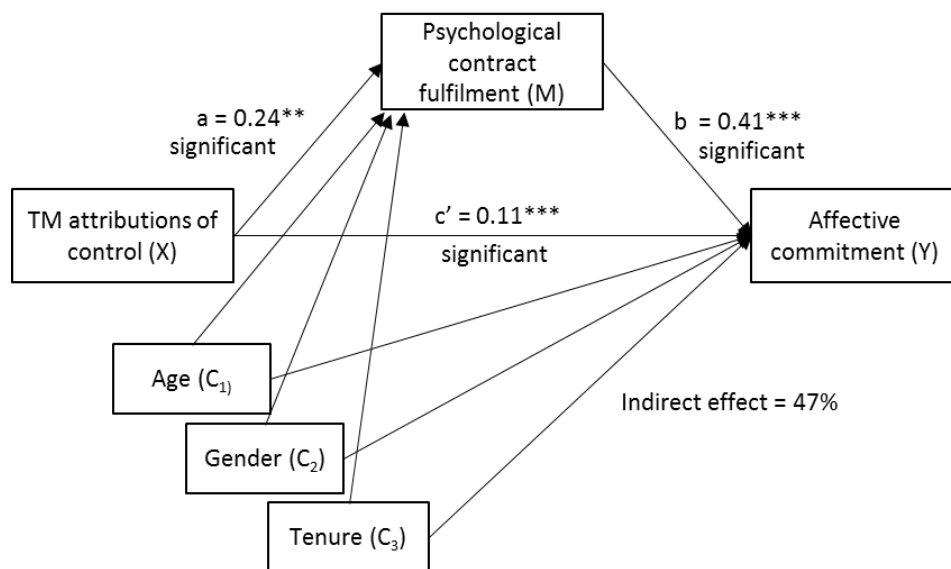 Psychological
contract
fulfilment (M)
a = 0.24**
significant
b = 0.41***
significant
TM attributions of
control (X)
c’ = 0.11***
significant
Affective
commitment (Y)
Age (C₁)
Indirect effect = 47%
Gender (C₂)
Tenure (C₃)